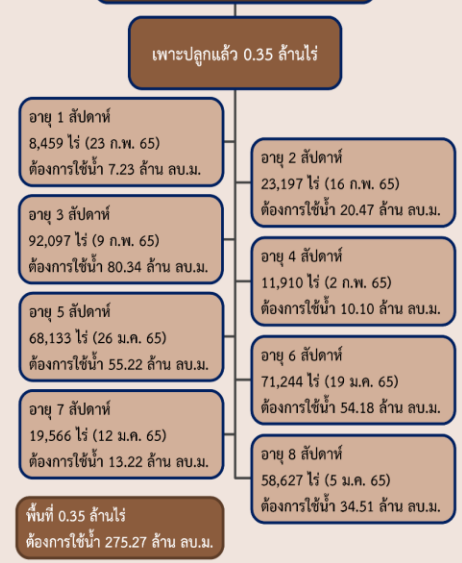 เพาะปลูกแล้ว 0.35 ล้านไร่
อายุ 1 สัปดาห์
8,459 ไร่ (23 ก.พ. 65)
ต้องการใช้น้ำ 7.23 ล้าน ลบ.ม.
อายุ 2 สัปดาห์
23,197 ไร่ (16 ก.พ. 65)
ต้องการใช้น้ำ 20.47 ล้าน ลบ.ม.
อายุ 3 สัปดาห์
92,097 ไร่ (9 ก.พ. 65)
ต้องการใช้น้ำ 80.34 ล้าน ลบ.ม.
อายุ 4 สัปดาห์
11,910 ไร่ (2 ก.พ. 65)
ต้องการใช้น้ำ 10.10 ล้าน ลบ.ม.
อายุ 5 สัปดาห์
68,133 ไร่ (26 ม.ค. 65)
ต้องการใช้น้ำ 55.22 ล้าน ลบ.ม.
อายุ 6 สัปดาห์
71,244 ไร่ (19 ม.ค. 65)
ต้องการใช้น้ำ 54.18 ล้าน ลบ.ม.
อายุ 7 สัปดาห์
19,566 ไร่ (12 ม.ค. 65)
ต้องการใช้น้ำ 13.22 ล้าน ลบ.ม.
อายุ 8 สัปดาห์
58,627 ไร่ (5 ม.ค. 65)
ต้องการใช้น้ำ 34.51 ล้าน ลบ.ม.
พื้นที่ 0.35 ล้านไร่
ต้องการใช้น้ำ 275.27 ล้าน ลบ.ม.